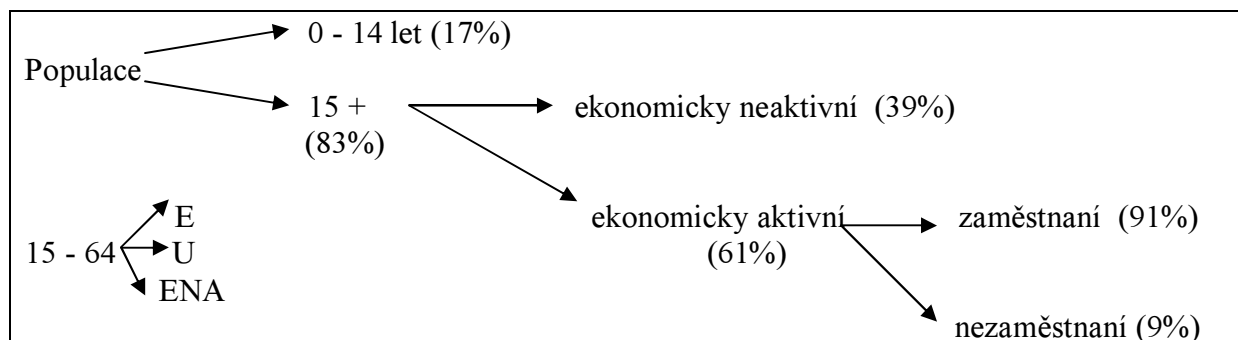 0 - 14 let (17%)
Populace
15 +
(83%)
ekonomicky neaktivní (39%)
ekonomicky aktivní
(61%)
zaměstnaní (91%)
nezaměstnaní (9%)
15 - 64
E
U
ENA